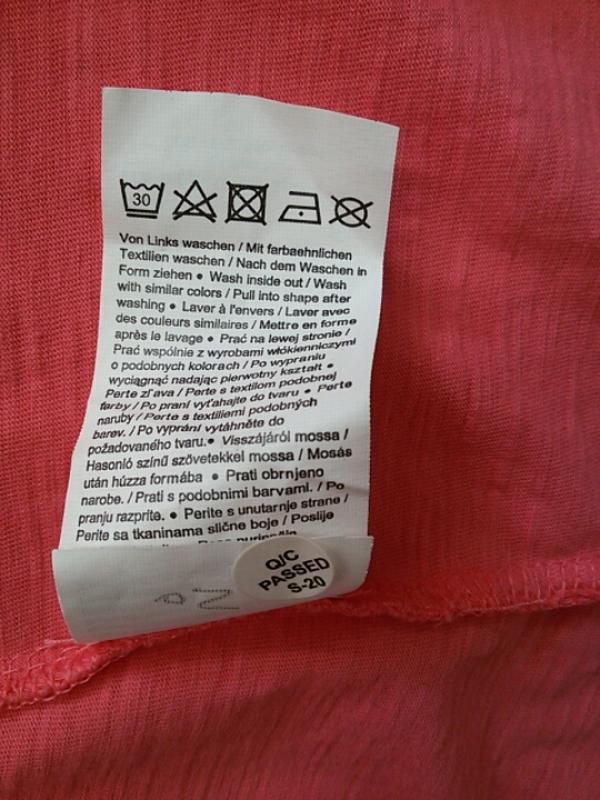 30
Von Links waschen / Mit farbaehnlichen
Textilien waschen / Nach dem Waschen in
Form ziehen • Wash inside out / Wash
with similar colors / Pull into shape after
washing • Laver à l'envers / Laver avec
des couleurs similaires / Mettre en forme
après le lavage • Prać na lewej stronie /
Prać wspólnie z wyrobami włókienniczymi
o podobnych kolorach / Po wypraniu
wyciągnąć nadając pierwotny kształt •
Perte zľava / Perte s textilom podobnej
farby / Po praní vyťahajte do tvaru • Perte
naruby / Perte s textiliemi podobných
barev. / Po vyprání vytáhněte do
požadovaného tvaru. • Visszájáról mossa /
Hasonló színű szövetekkel mossa / Mosás
után húzza formába • Prati obrnjeno
narobe. / Prati s podobnimi barvami. / Po
pranju razprite. • Perite s unutarnje strane /
Perite sa tkaninama slične boje / Poslije
Q/C
PASSED
S-20